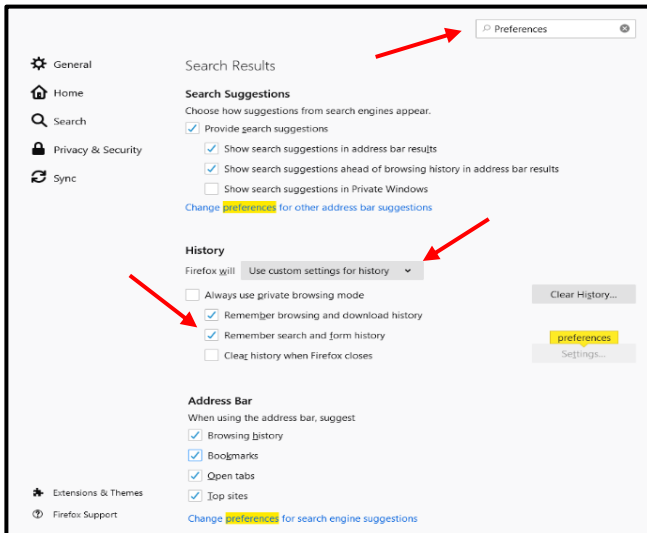 Preferences
General
Home
Search
Privacy & Security
Sync
Search Results
Search Suggestions
Choose how suggestions from search engines appear.
Provide search suggestions
Show search suggestions in address bar results
Show search suggestions ahead of browsing history in address bar results
Show search suggestions in Private Windows
Change preferences for other address bar suggestions
History
Firefox will Use custom settings for history
Always use private browsing mode
Clear History...
Remember browsing and download history
Remember search and form history
preferences
Clear history when Firefox closes
Settings...
Address Bar
When using the address bar, suggest
Browsing history
Bookmarks
Open tabs
Top sites
Change preferences for search engine suggestions
Extensions & Themes
Firefox Support